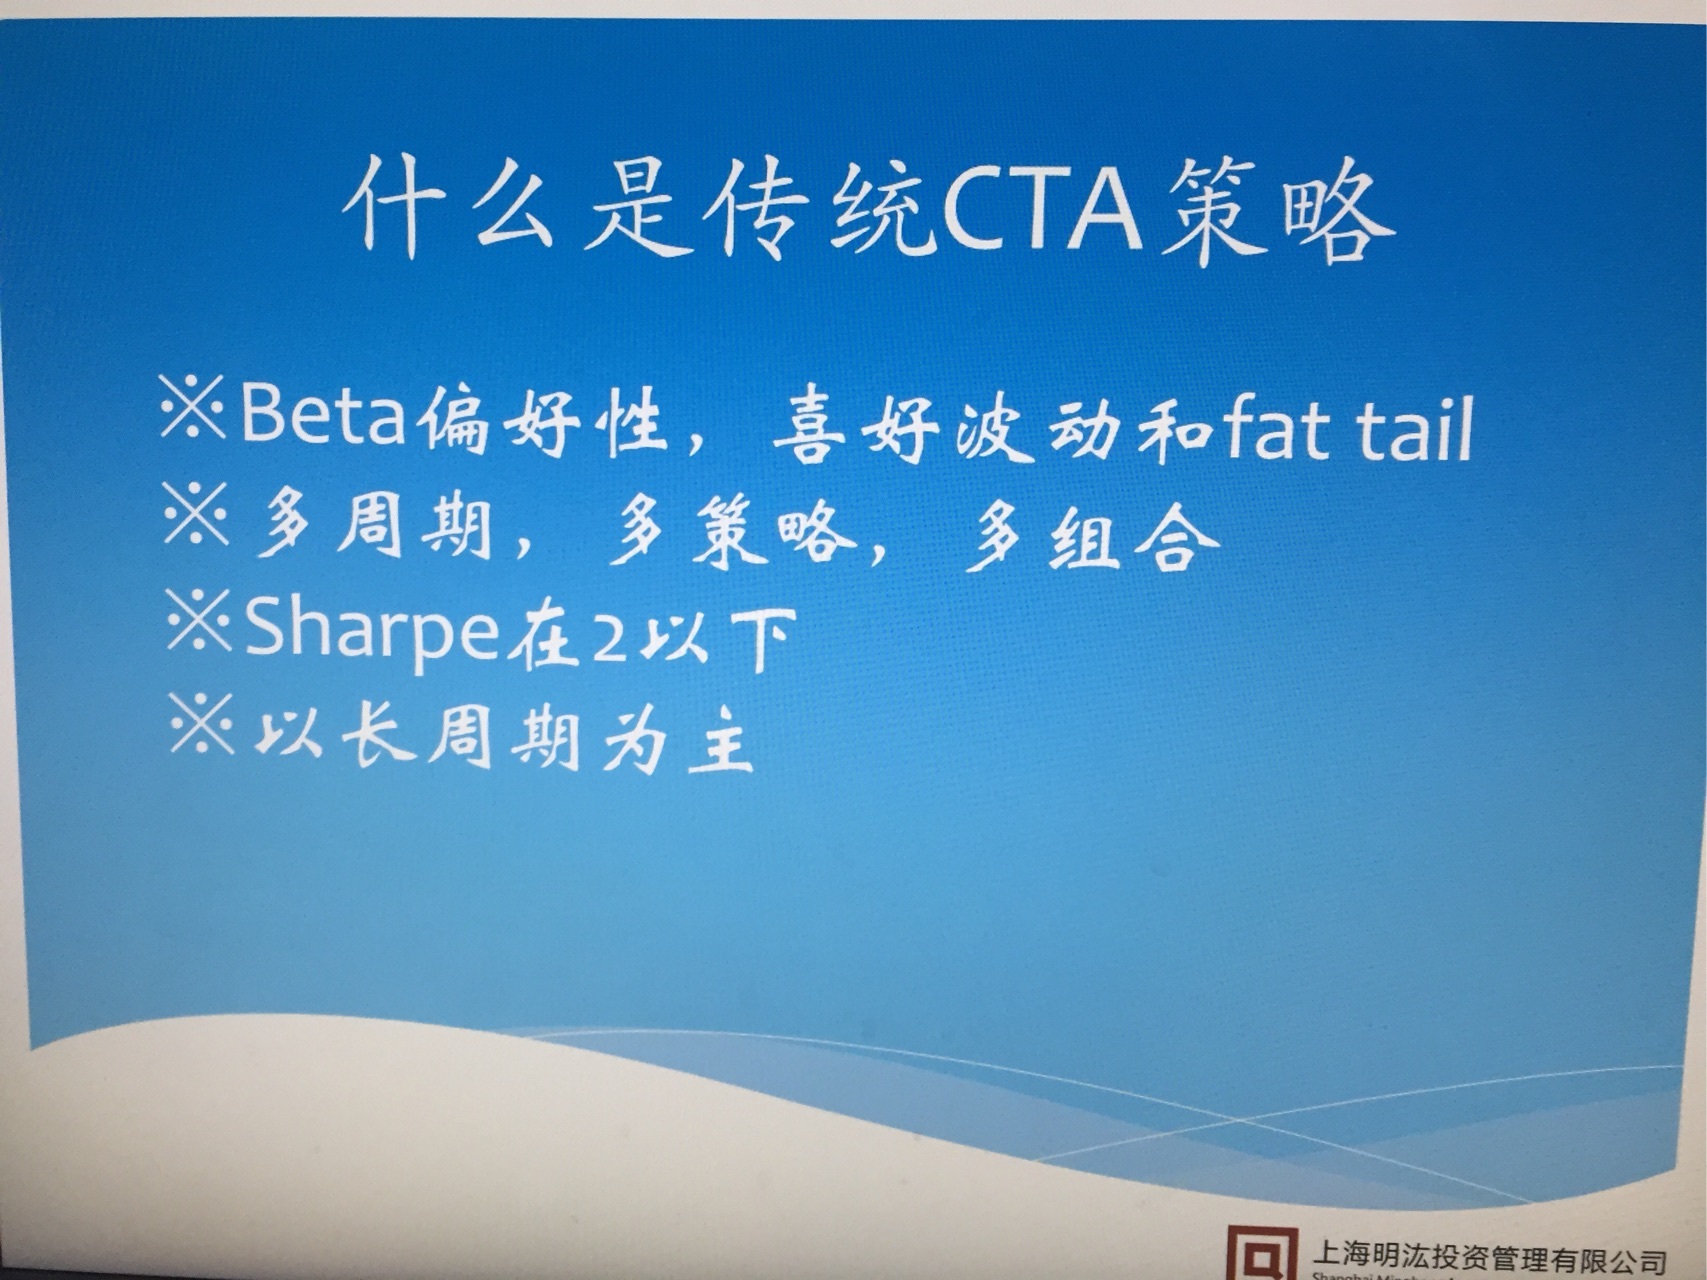 什么是传统CTA策略
※Beta偏好性，喜好波动和fat tail
※多周期，多策略，多组合
※Sharpe在2以下
※以长周期为主
上海明汯投资管理有限公司